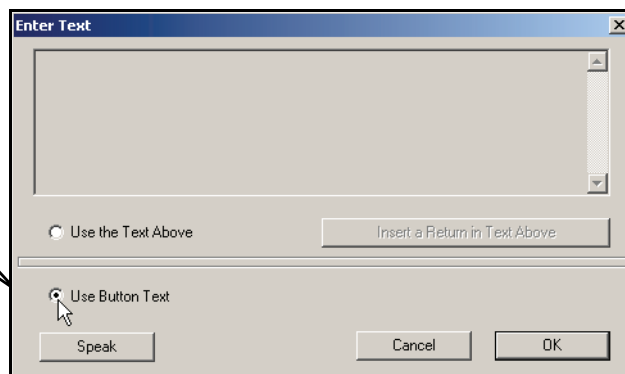 Enter Text
Use the Text Above
Insert a Return in Text Above
Use Button Text
Speak
Cancel
OK